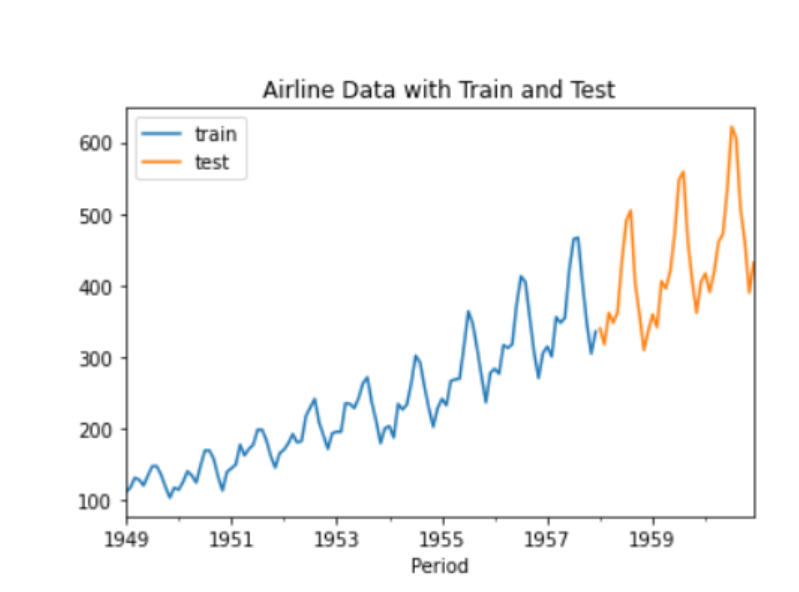 Airline Data with Train and Test
train
test
600
500
400
300
200
100
1949 1951 1953 1955 1957 1959
Period